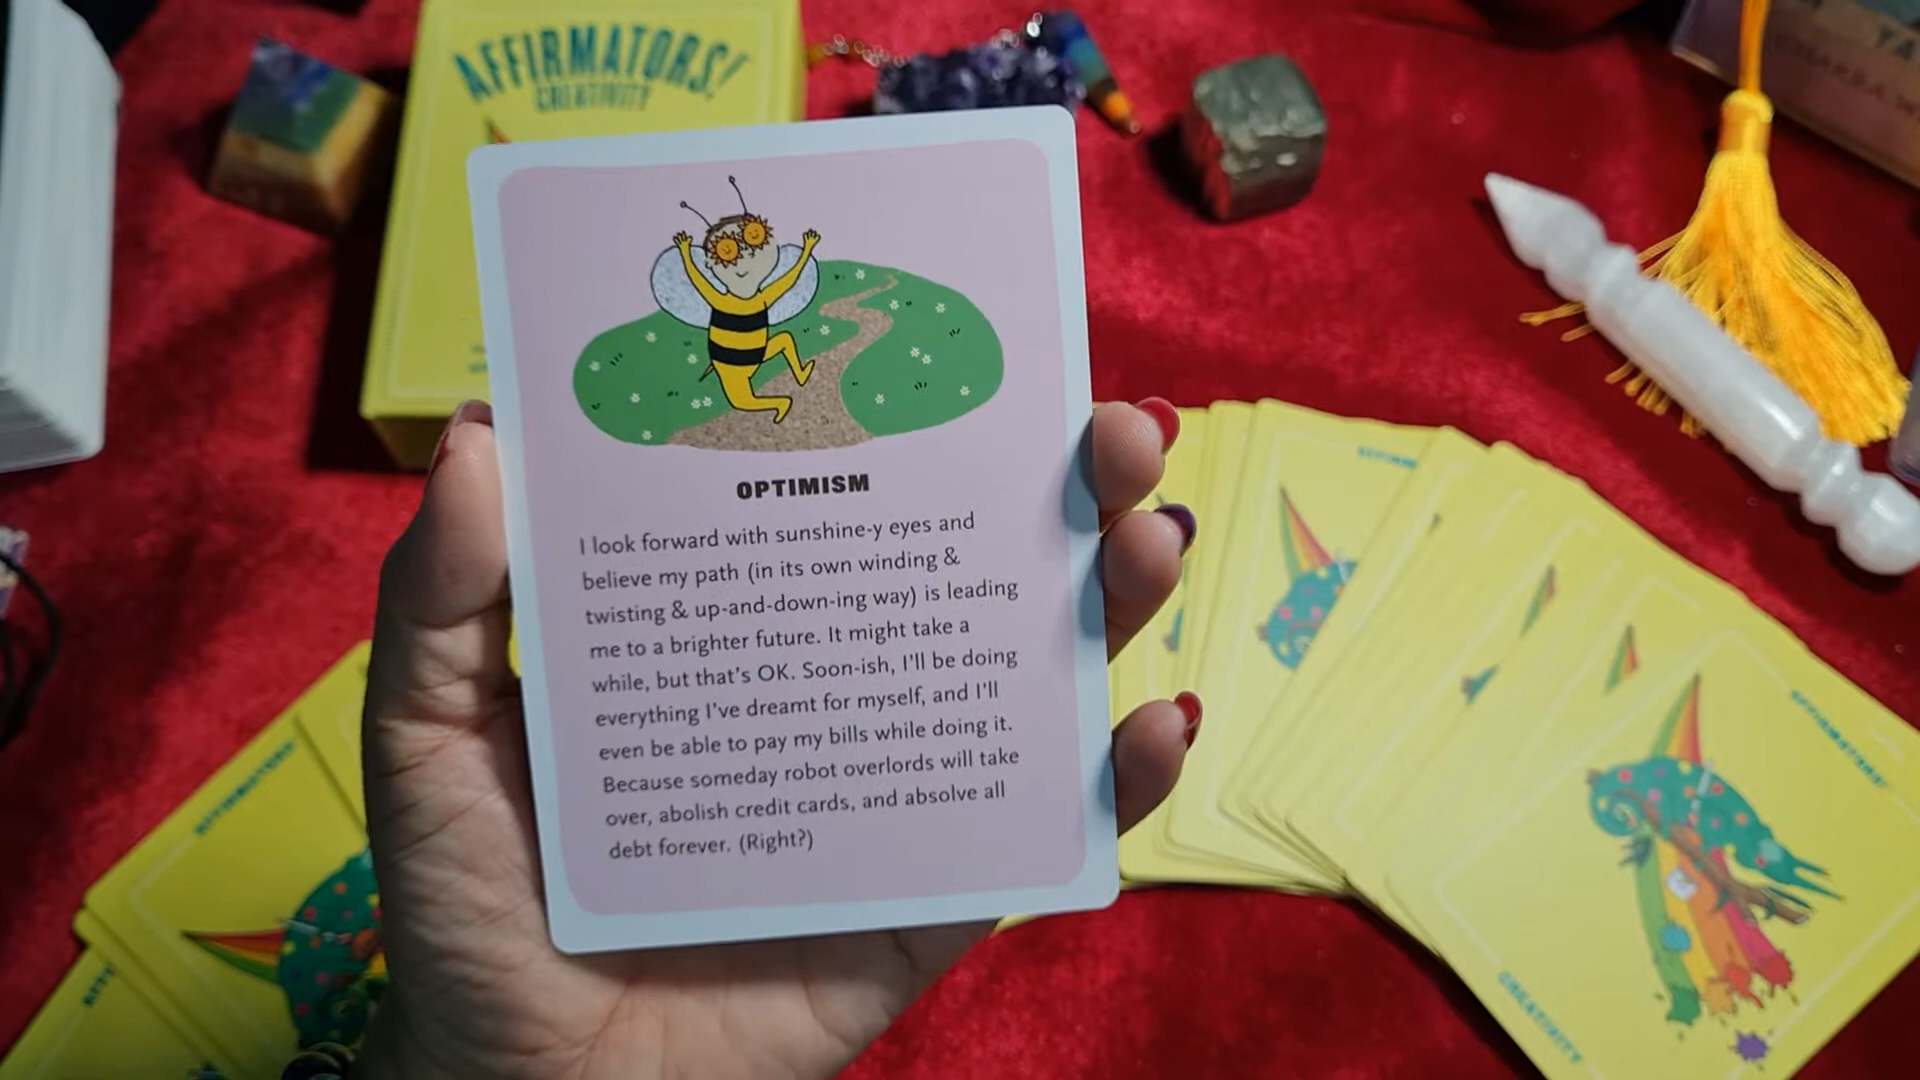 AFFIRMATORS!
CREATIVITY
OPTIMISM
I look forward with sunshine-y eyes and
believe my path (in its own winding &
twisting & up-and-down-ing way) is leading
me to a brighter future. It might take a
while, but that's OK. Soon-ish, I'll be doing
everything I've dreamt for myself, and I'll
even be able to pay my bills while doing it.
Because someday robot overlords will take
over, abolish credit cards, and absolve all
debt forever. (Right?)
AFFIRMATORS!
AFFIRMATORS!
CREATIVITY